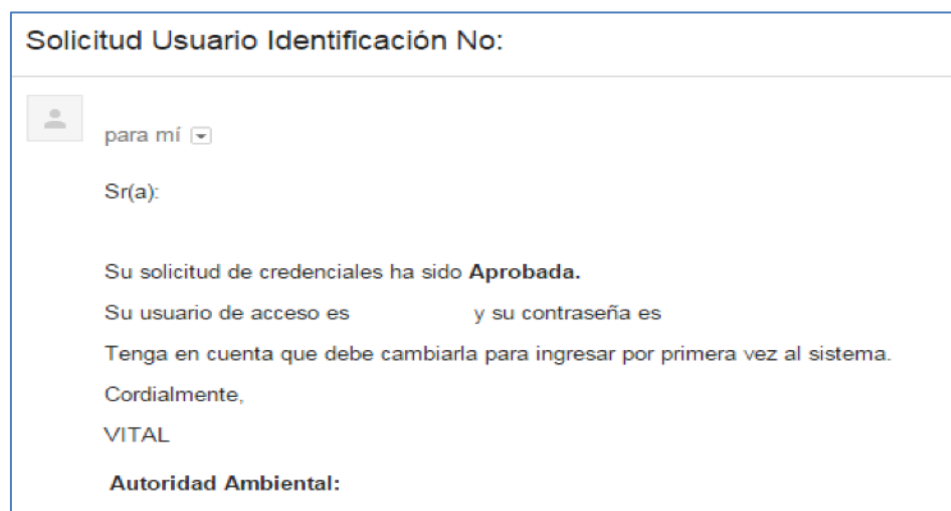 Solicitud Usuario Identificación No:
para mí
Sr(a):
Su solicitud de credenciales ha sido Aprobada.
Su usuario de acceso es y su contraseña es
Tenga en cuenta que debe cambiarla para ingresar por primera vez al sistema.
Cordialmente,
VITAL
Autoridad Ambiental: